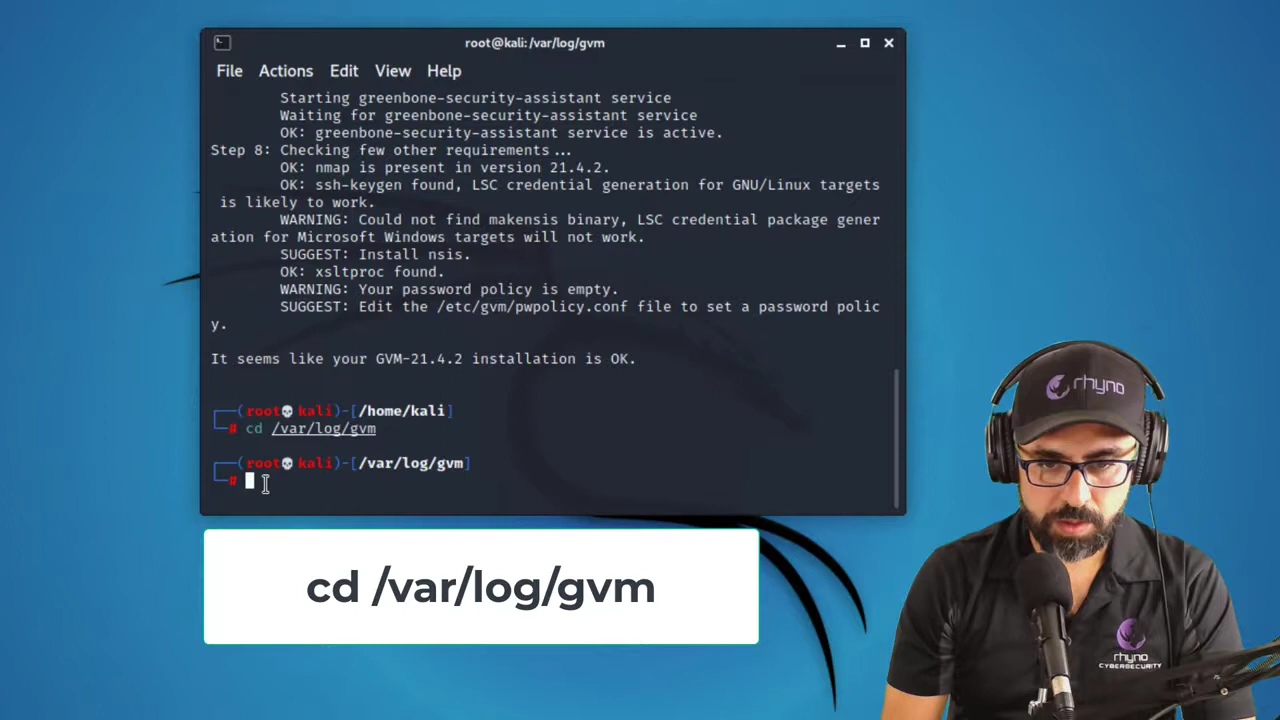 root@kali: /var/log/gvm
File Actions Edit View Help
Starting greenbone-security-assistant service
Waiting for greenbone-security-assistant service
OK: greenbone-security-assistant service is active.
Step 8: Checking few other requirements...
OK: nmap is present in version 21.4.2.
OK: ssh-keygen found, LSC credential generation for GNU/Linux targets
is likely to work.
WARNING: Could not find makensis binary, LSC credential package gener
ation for Microsoft Windows targets will not work.
SUGGEST: Install nsis.
OK: xsltproc found.
WARNING: Your password policy is empty.
SUGGEST: Edit the /etc/gvm/pwpolicy.conf file to set a password polic
y.
It seems like your GVM-21.4.2 installation is OK.
(root💀kali)-[/home/kali]
# cd /var/log/gvm
(root💀kali)-[/var/log/gvm]
#
cd /var/log/gvm
rhyno
rhyno
CYBERSECURITY